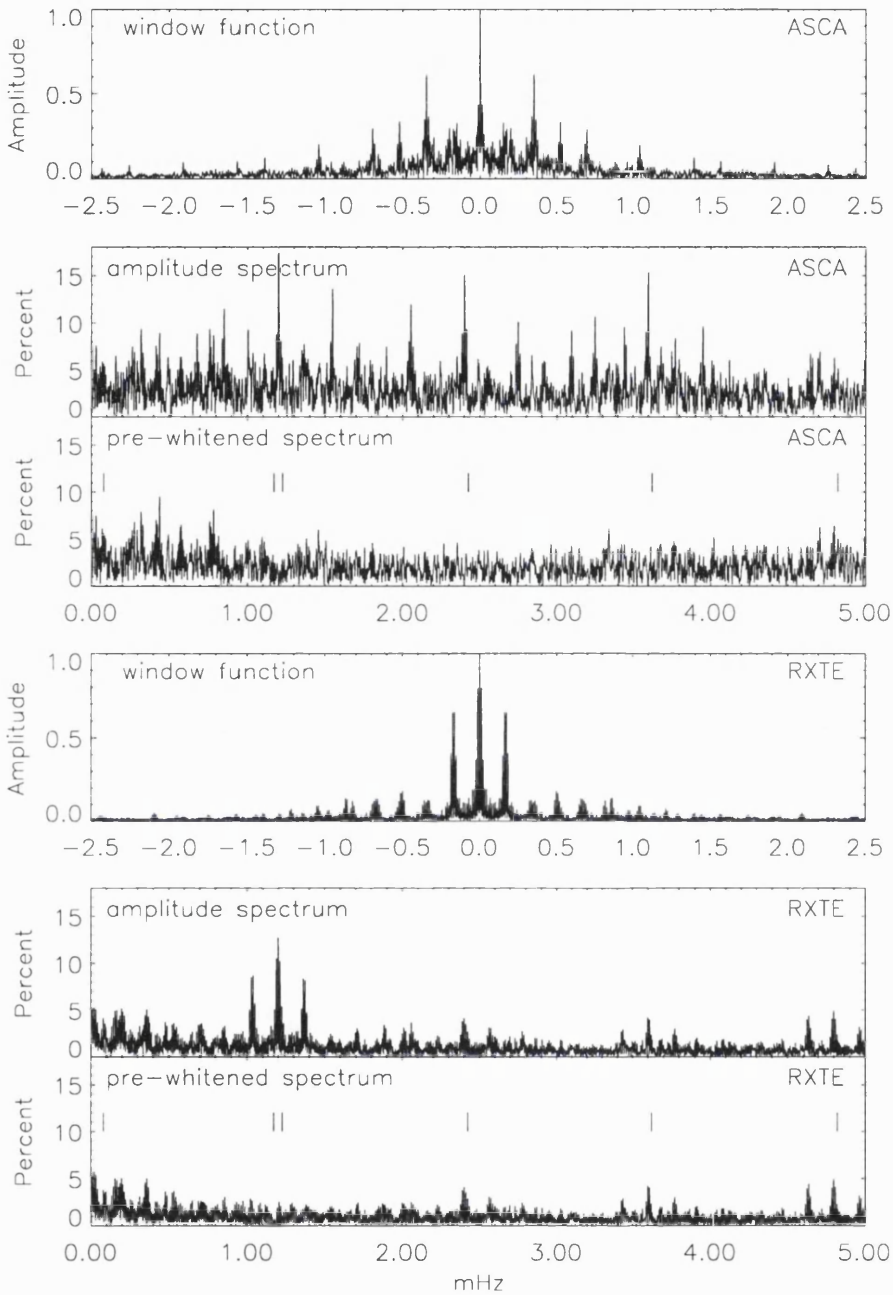 window function ASCA
Amplitude
1.0
0.5
0.0
−2.5 −2.0 −1.5 −1.0 −0.5 0.0 0.5 1.0 1.5 2.0 2.5
amplitude spectrum ASCA
Percent
15
10
5
0
pre−whitened spectrum ASCA
Percent
15
10
5
0
0.00 1.00 2.00 3.00 4.00 5.00
window function RXTE
Amplitude
1.0
0.5
0.0
−2.5 −2.0 −1.5 −1.0 −0.5 0.0 0.5 1.0 1.5 2.0 2.5
amplitude spectrum RXTE
Percent
15
10
5
0
pre−whitened spectrum RXTE
Percent
15
10
5
0
0.00 1.00 2.00 3.00 4.00 5.00
mHz